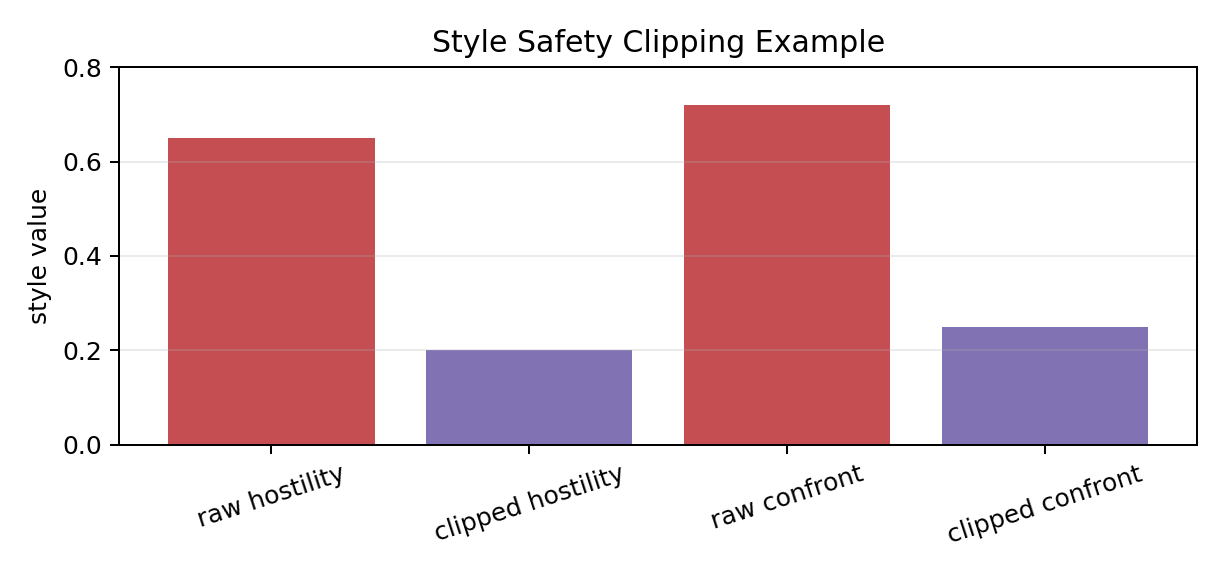 Style Safety Clipping Example
style value
0.8
0.6
0.4
0.2
0.0
raw hostility
clipped hostility
raw confront
clipped confront